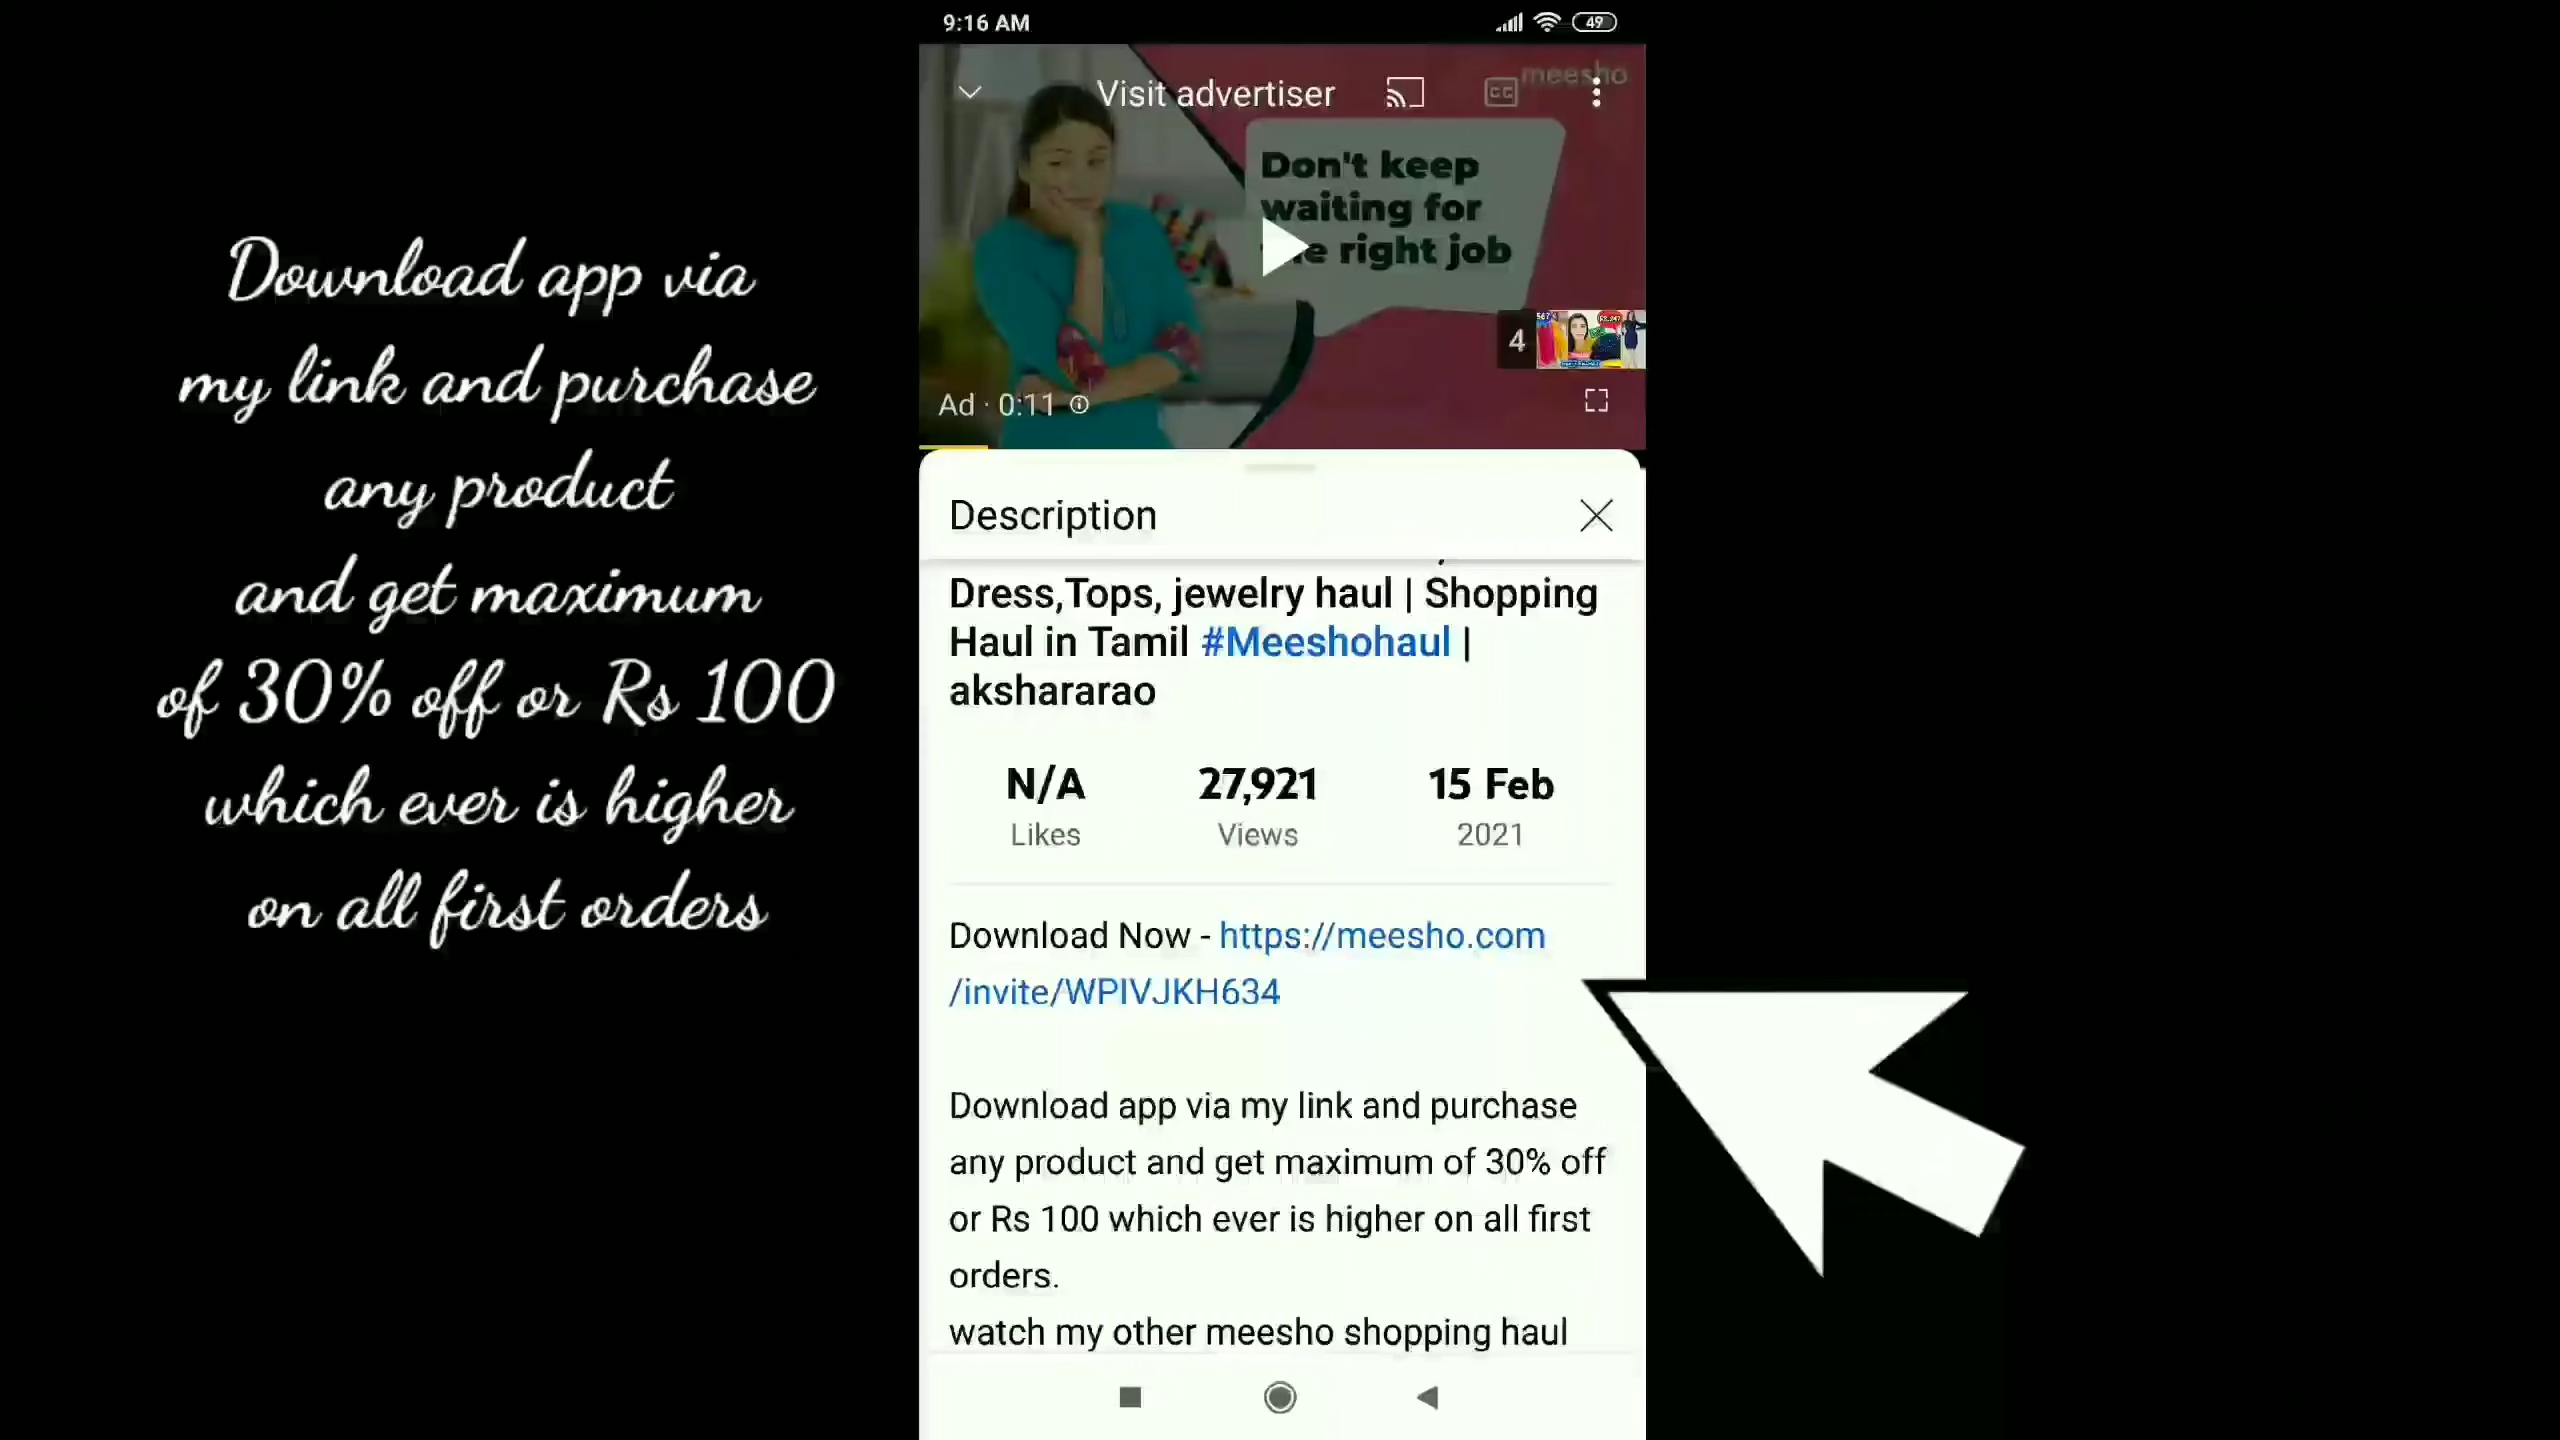 Download app via
my link and purchase
any product
and get maximum
of 30% off or Rs 100
which ever is higher
on all first orders
9:16 AM
49
Visit advertiser
CC
meesho
Don't keep
waiting for
right job
4
Ad · 0:11
Description
Dress,Tops, jewelry haul | Shopping
Haul in Tamil #Meeshohaul |
akshararao
N/A 27,921 15 Feb
Likes Views 2021
Download Now - https://meesho.com
/invite/WPIVJKH634
Download app via my link and purchase
any product and get maximum of 30% off
or Rs 100 which ever is higher on all first
orders.
watch my other meesho shopping haul